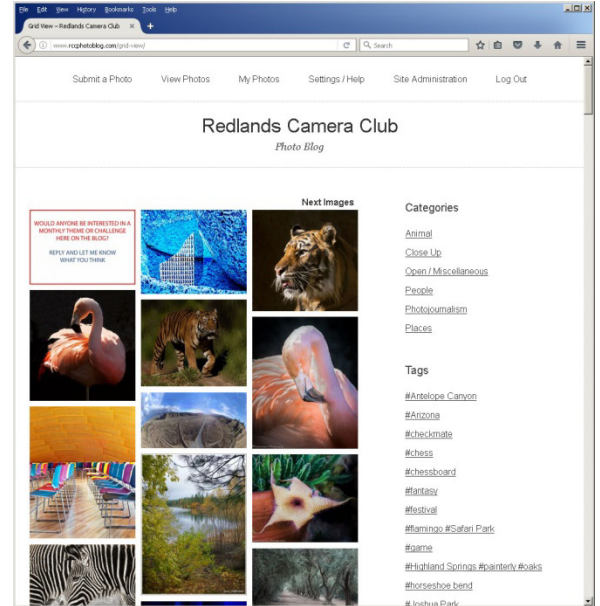 File Edit View History Bookmarks Tools Help
Grid View – Redlands Camera Club × +
www.rccphotoblog.com/grid-view/
Search
Submit a Photo View Photos My Photos Settings / Help Site Administration Log Out
Redlands Camera Club
Photo Blog
Next Images
WOULD ANYONE BE INTERESTED IN A
MONTHLY THEME OR CHALLENGE
HERE ON THE BLOG?
REPLY AND LET ME KNOW
WHAT YOU THINK
Categories
Animal
Close Up
Open / Miscellaneous
People
Photojournalism
Places
Tags
#Antelope Canyon
#Arizona
#checkmate
#chess
#chessboard
#fantasy
#festival
#flamingo #Safari Park
#game
#Highland Springs #painterly #oaks
#horseshoe bend
#Joshua Park